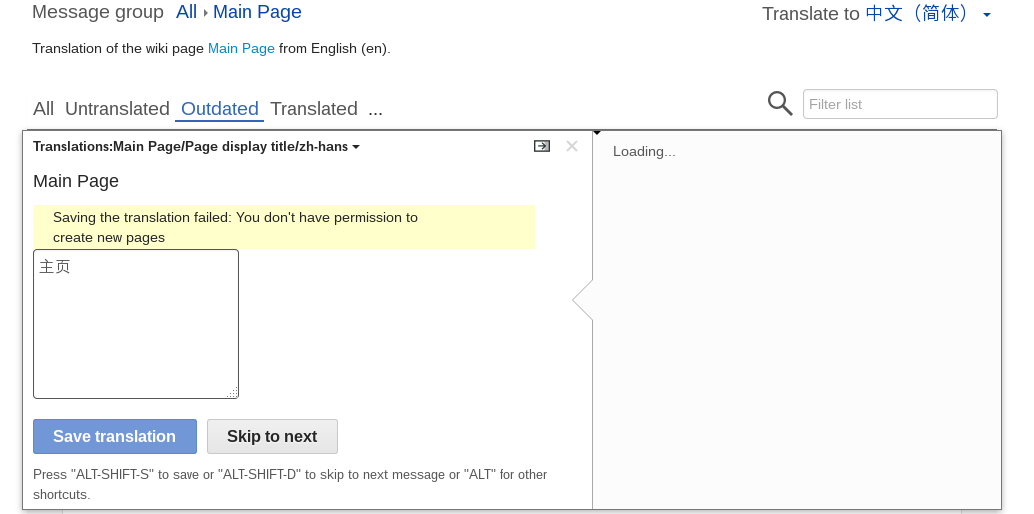 Message group All Main Page
Translate to 中文（简体）
Translation of the wiki page Main Page from English (en).
All Untranslated Outdated Translated ...
Filter list
Translations:Main Page/Page display title/zh-hans
Loading...
Main Page
Saving the translation failed: You don't have permission to
create new pages
主页
Save translation Skip to next
Press "ALT-SHIFT-S" to save or "ALT-SHIFT-D" to skip to next message or "ALT" for other
shortcuts.